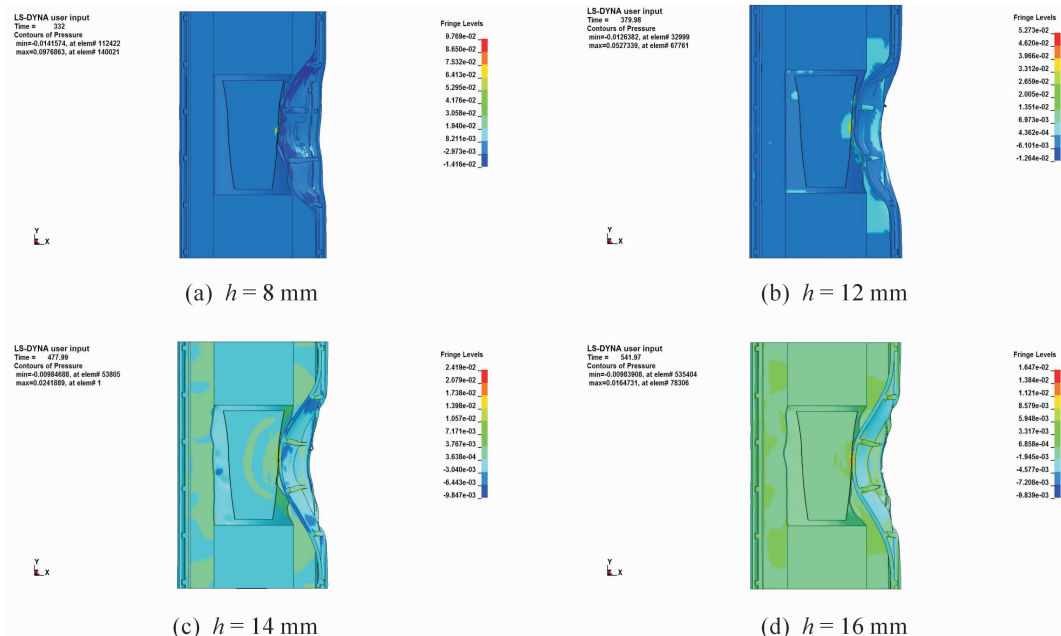 LS-DYNA user input
Time = 332
Contours of Pressure
min=-0.0141574, at elem# 112422
max=0.0976863, at elem# 140021
Fringe Levels
9.769e-02
8.650e-02
7.532e-02
6.413e-02
5.295e-02
4.176e-02
3.058e-02
1.940e-02
8.211e-03
-2.973e-03
-1.416e-02
Y
X
(a) h = 8 mm
LS-DYNA user input
Time = 379.98
Contours of Pressure
min=-0.0126382, at elem# 32999
max=0.0527339, at elem# 67761
Fringe Levels
5.273e-02
4.620e-02
3.966e-02
3.312e-02
2.659e-02
2.005e-02
1.351e-02
6.973e-03
4.362e-04
-6.101e-03
-1.264e-02
Y
X
(b) h = 12 mm
LS-DYNA user input
Time = 477.99
Contours of Pressure
min=-0.00984688, at elem# 53805
max=0.0241889, at elem# 1
Fringe Levels
2.419e-02
2.079e-02
1.738e-02
1.398e-02
1.057e-02
7.171e-03
3.767e-03
3.638e-04
-3.040e-03
-6.443e-03
-9.847e-03
Y
X
(c) h = 14 mm
LS-DYNA user input
Time = 541.97
Contours of Pressure
min=-0.00983908, at elem# 535404
max=0.0164731, at elem# 78306
Fringe Levels
1.647e-02
1.384e-02
1.121e-02
8.579e-03
5.948e-03
3.317e-03
6.858e-04
-1.945e-03
-4.577e-03
-7.208e-03
-9.839e-03
Y
X
(d) h = 16 mm